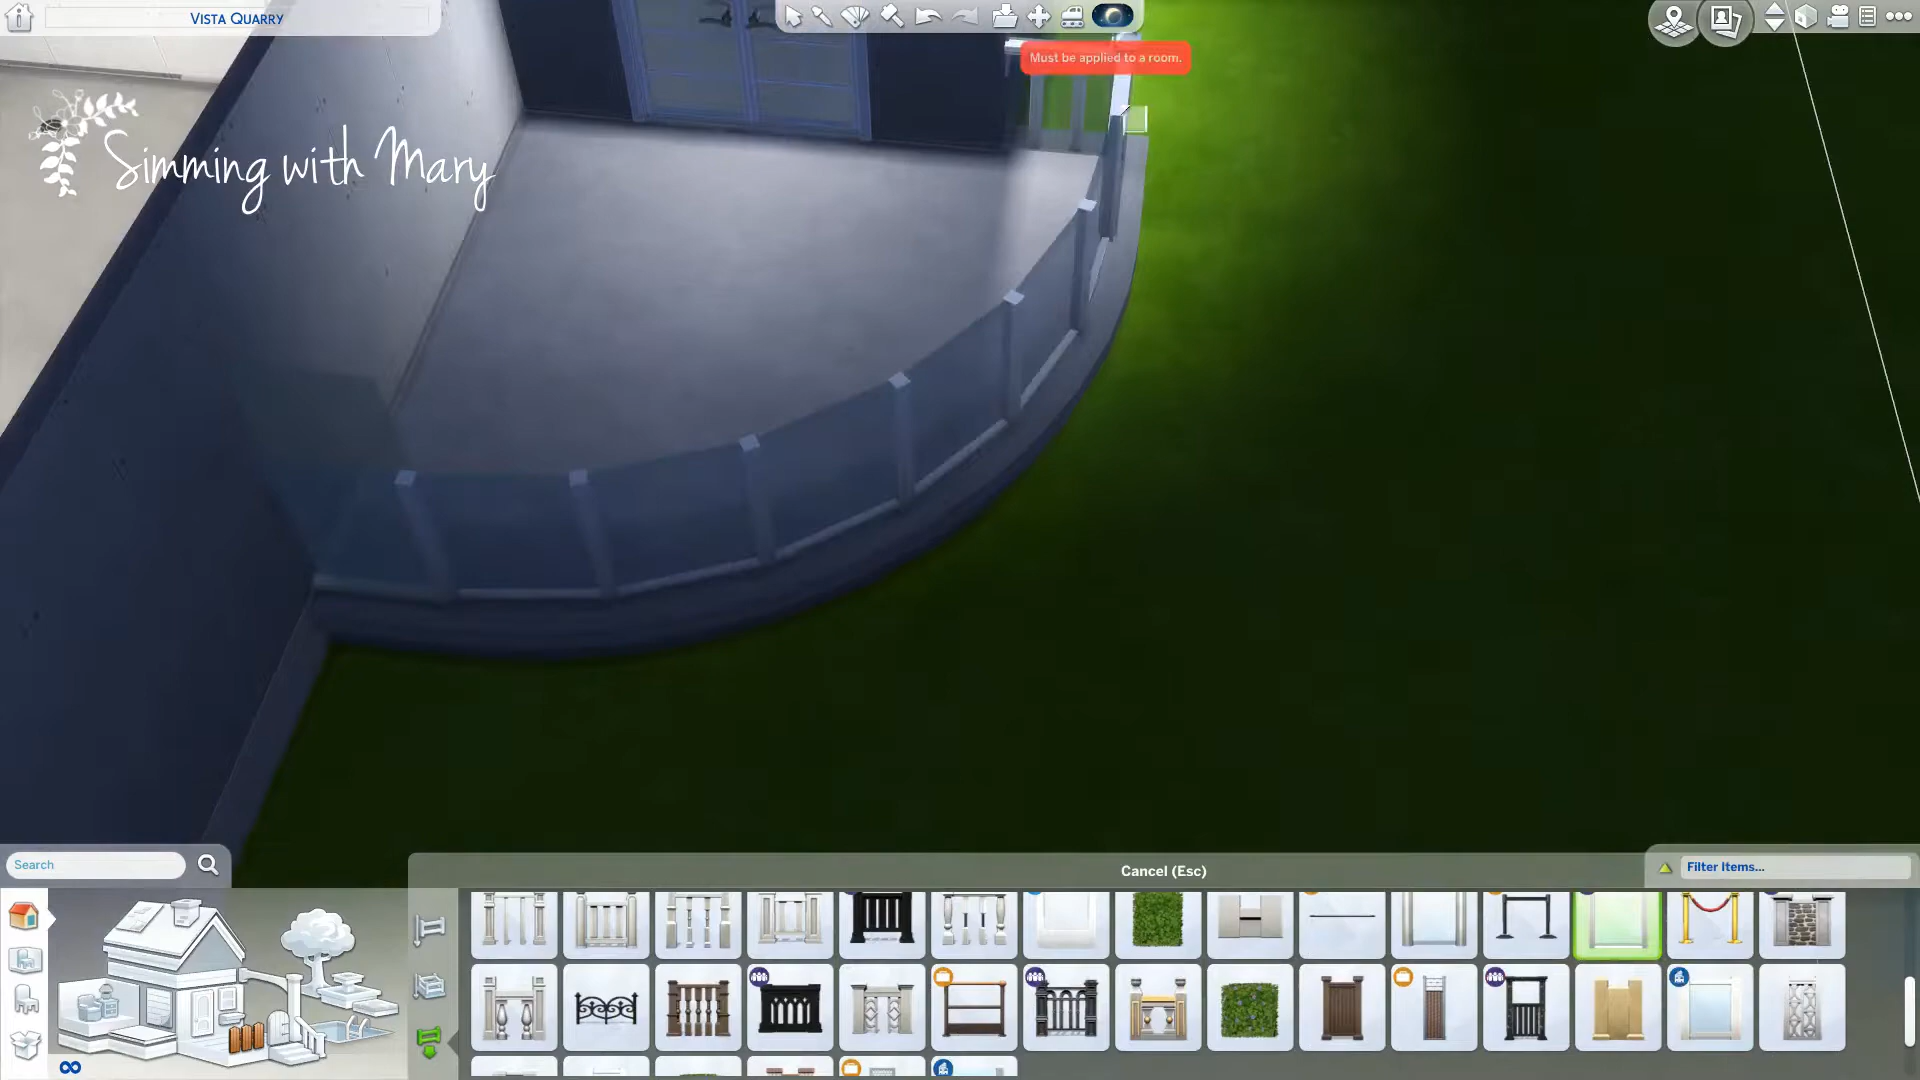 Vista Quarry
Must be applied to a room.
Simming with Mary
Search
Cancel (Esc)
Filter Items...